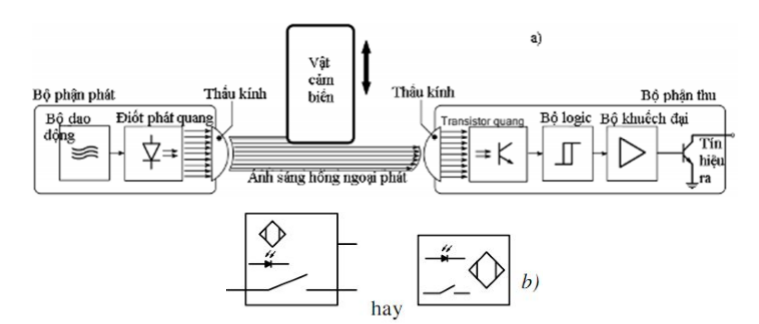 a)
Vật
cảm
biến
Bộ phận phát
Thấu kính
Thấu kính
Bộ phận thu
Bộ dao
động
Điốt phát quang
Transistor quang
Bộ logic
Bộ khuếch đại
Tín
hiệu
ra
Ánh sáng hồng ngoại phát
hay
b)